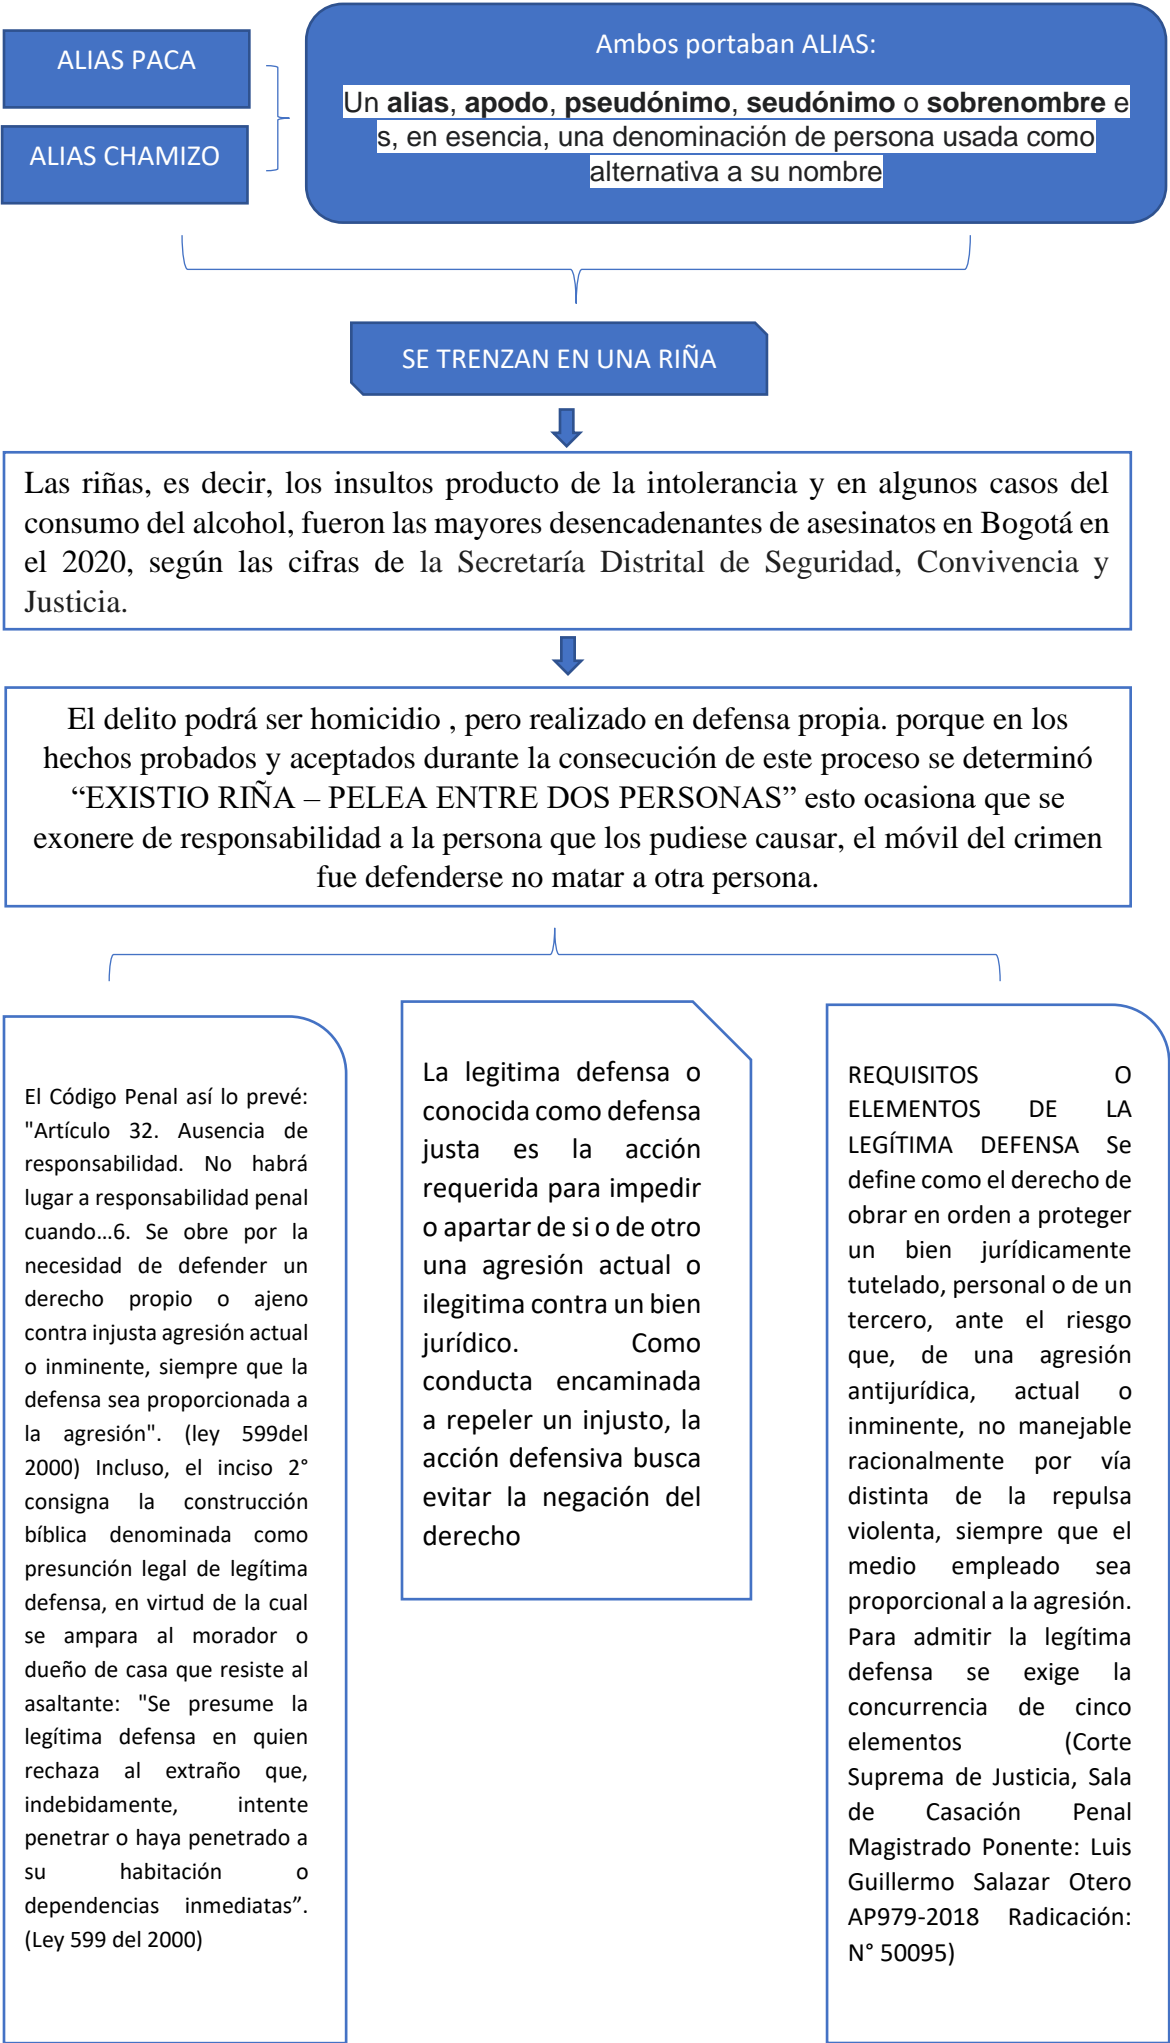 ALIAS PACA
ALIAS CHAMIZO
Ambos portaban ALIAS:
Un alias, apodo, pseudónimo, seudónimo o sobrenombre e
s, en esencia, una denominación de persona usada como
alternativa a su nombre
SE TRENZAN EN UNA RIÑA
Las riñas, es decir, los insultos producto de la intolerancia y en algunos casos del
consumo del alcohol, fueron las mayores desencadenantes de asesinatos en Bogotá en
el 2020, según las cifras de la Secretaría Distrital de Seguridad, Convivencia y
Justicia.
El delito podrá ser homicidio , pero realizado en defensa propia. porque en los
hechos probados y aceptados durante la consecución de este proceso se determinó
“EXISTIO RIÑA – PELEA ENTRE DOS PERSONAS” esto ocasiona que se
exonere de responsabilidad a la persona que los pudiese causar, el móvil del crimen
fue defenderse no matar a otra persona.
El Código Penal así lo prevé:
"Artículo 32. Ausencia de
responsabilidad. No habrá
lugar a responsabilidad penal
cuando...6. Se obre por la
necesidad de defender un
derecho propio o ajeno
contra injusta agresión actual
o inminente, siempre que la
defensa sea proporcionada a
la agresión". (ley 599del
2000) Incluso, el inciso 2°
consigna la construcción
bíblica denominada como
presunción legal de legítima
defensa, en virtud de la cual
se ampara al morador o
dueño de casa que resiste al
asaltante: "Se presume la
legítima defensa en quien
rechaza al extraño que,
indebidamente, intente
penetrar o haya penetrado a
su habitación o
dependencias inmediatas”.
(Ley 599 del 2000)
La legitima defensa o
conocida como defensa
justa es la acción
requerida para impedir
o apartar de si o de otro
una agresión actual o
ilegitima contra un bien
jurídico. Como
conducta encaminada
a repeler un injusto, la
acción defensiva busca
evitar la negación del
derecho
REQUISITOS O
ELEMENTOS DE LA
LEGÍTIMA DEFENSA Se
define como el derecho de
obrar en orden a proteger
un bien jurídicamente
tutelado, personal o de un
tercero, ante el riesgo
que, de una agresión
antijurídica, actual o
inminente, no manejable
racionalmente por vía
distinta de la repulsa
violenta, siempre que el
medio empleado sea
proporcional a la agresión.
Para admitir la legítima
defensa se exige la
concurrencia de cinco
elementos (Corte
Suprema de Justicia, Sala
de Casación Penal
Magistrado Ponente: Luis
Guillermo Salazar Otero
AP979-2018 Radicación:
N° 50095)